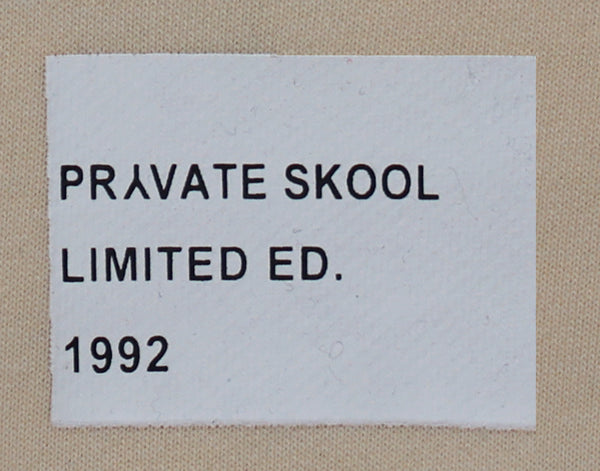 PR⅄VATE SKOOL
LIMITED ED.
1992